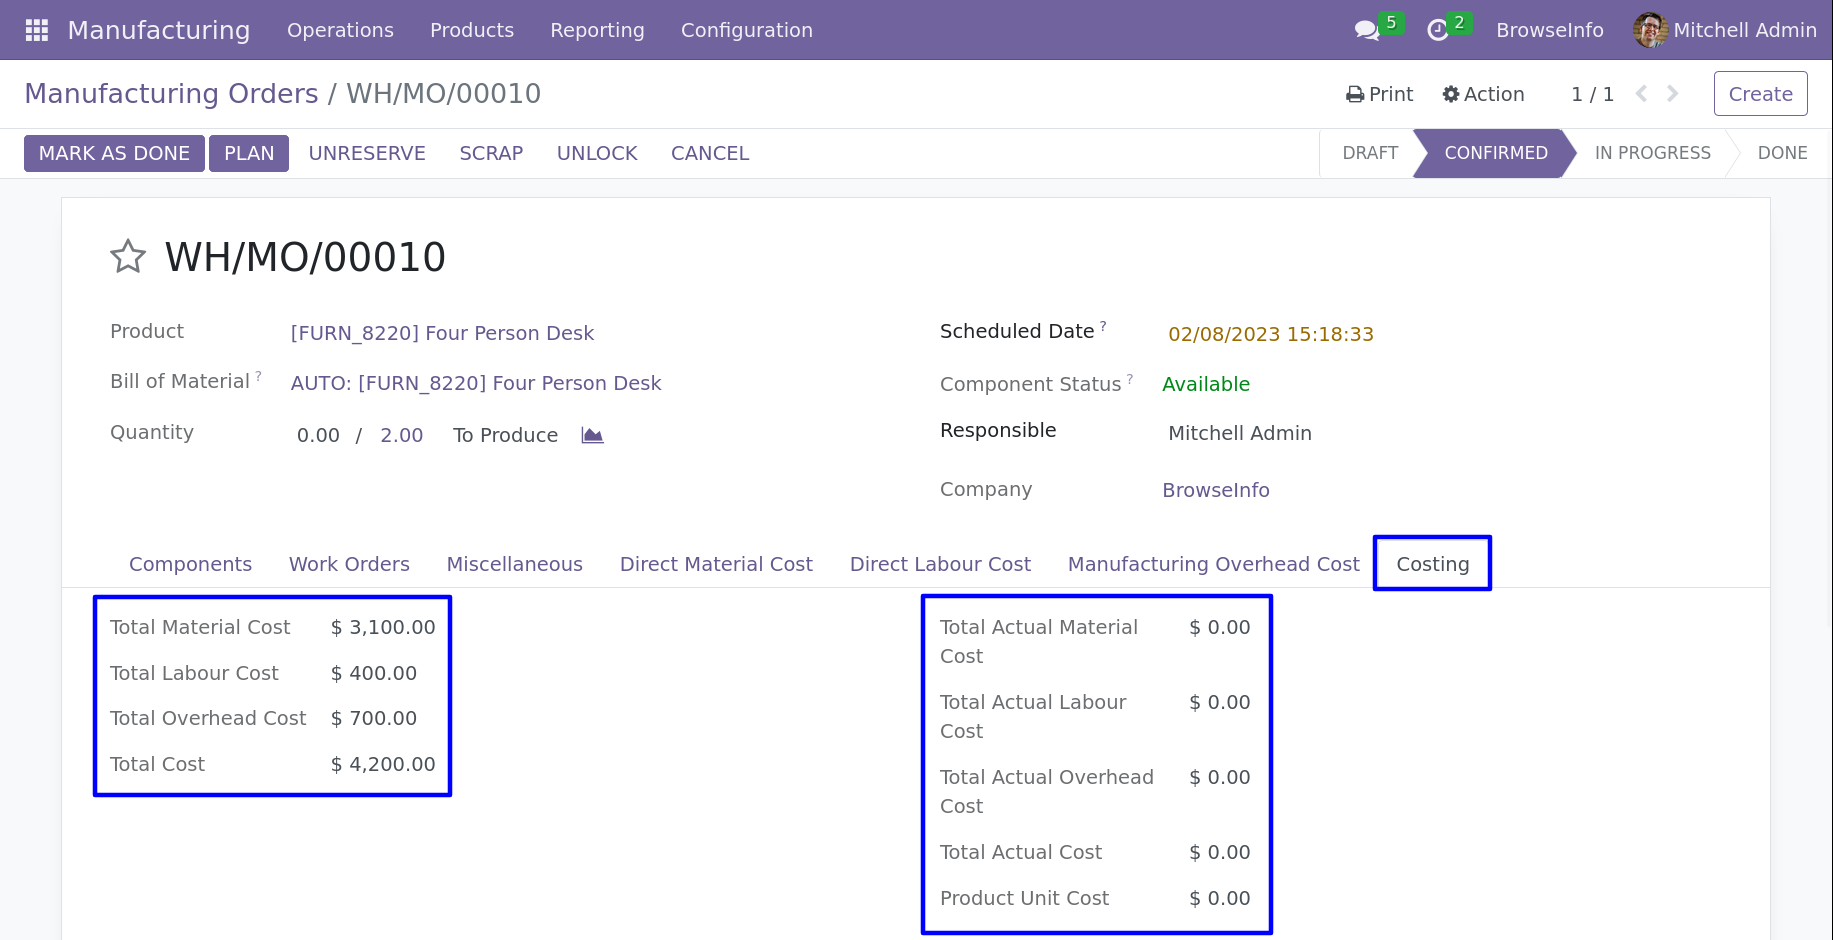 Manufacturing Operations Products Reporting Configuration 5 2 BrowseInfo Mitchell Admin
Manufacturing Orders / WH/MO/00010 Print Action 1 / 1 Create
MARK AS DONE PLAN UNRESERVE SCRAP UNLOCK CANCEL DRAFT CONFIRMED IN PROGRESS DONE
WH/MO/00010
Product [FURN_8220] Four Person Desk
Bill of Material ? AUTO: [FURN_8220] Four Person Desk
Quantity 0.00 / 2.00 To Produce
Scheduled Date ? 02/08/2023 15:18:33
Component Status ? Available
Responsible Mitchell Admin
Company BrowseInfo
Components Work Orders Miscellaneous Direct Material Cost Direct Labour Cost Manufacturing Overhead Cost Costing
Total Material Cost $ 3,100.00
Total Labour Cost $ 400.00
Total Overhead Cost $ 700.00
Total Cost $ 4,200.00
Total Actual Material $ 0.00
Cost
Total Actual Labour $ 0.00
Cost
Total Actual Overhead $ 0.00
Cost
Total Actual Cost $ 0.00
Product Unit Cost $ 0.00